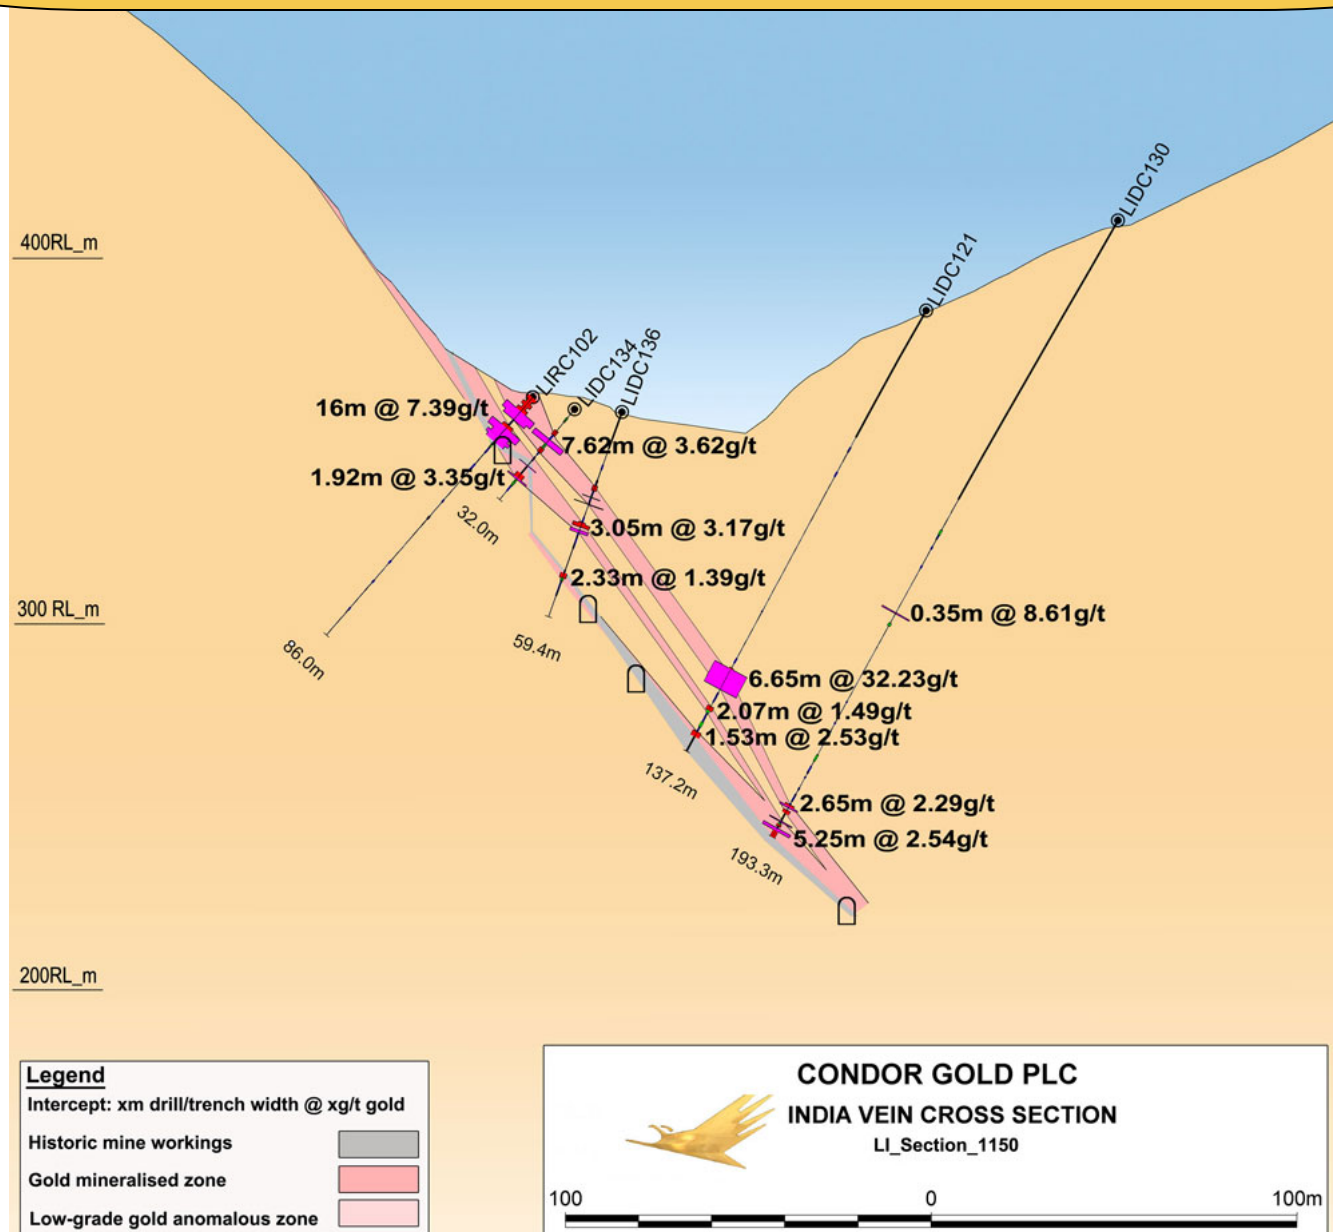 LIDC130
LIDC121
400RL_m
LIRC102
LIDC134
LIDC136
16m @ 7.39g/t
7.62m @ 3.62g/t
1.92m @ 3.35g/t
32.0m
3.05m @ 3.17g/t
2.33m @ 1.39g/t
300 RL_m
0.35m @ 8.61g/t
59.4m
86.0m
6.65m @ 32.23g/t
2.07m @ 1.49g/t
1.53m @ 2.53g/t
137.2m
2.65m @ 2.29g/t
5.25m @ 2.54g/t
193.3m
200RL_m
Legend
Intercept: xm drill/trench width @ xg/t gold
Historic mine workings
Gold mineralised zone
Low-grade gold anomalous zone
CONDOR GOLD PLC
INDIA VEIN CROSS SECTION
LI_Section_1150
100 0 100m